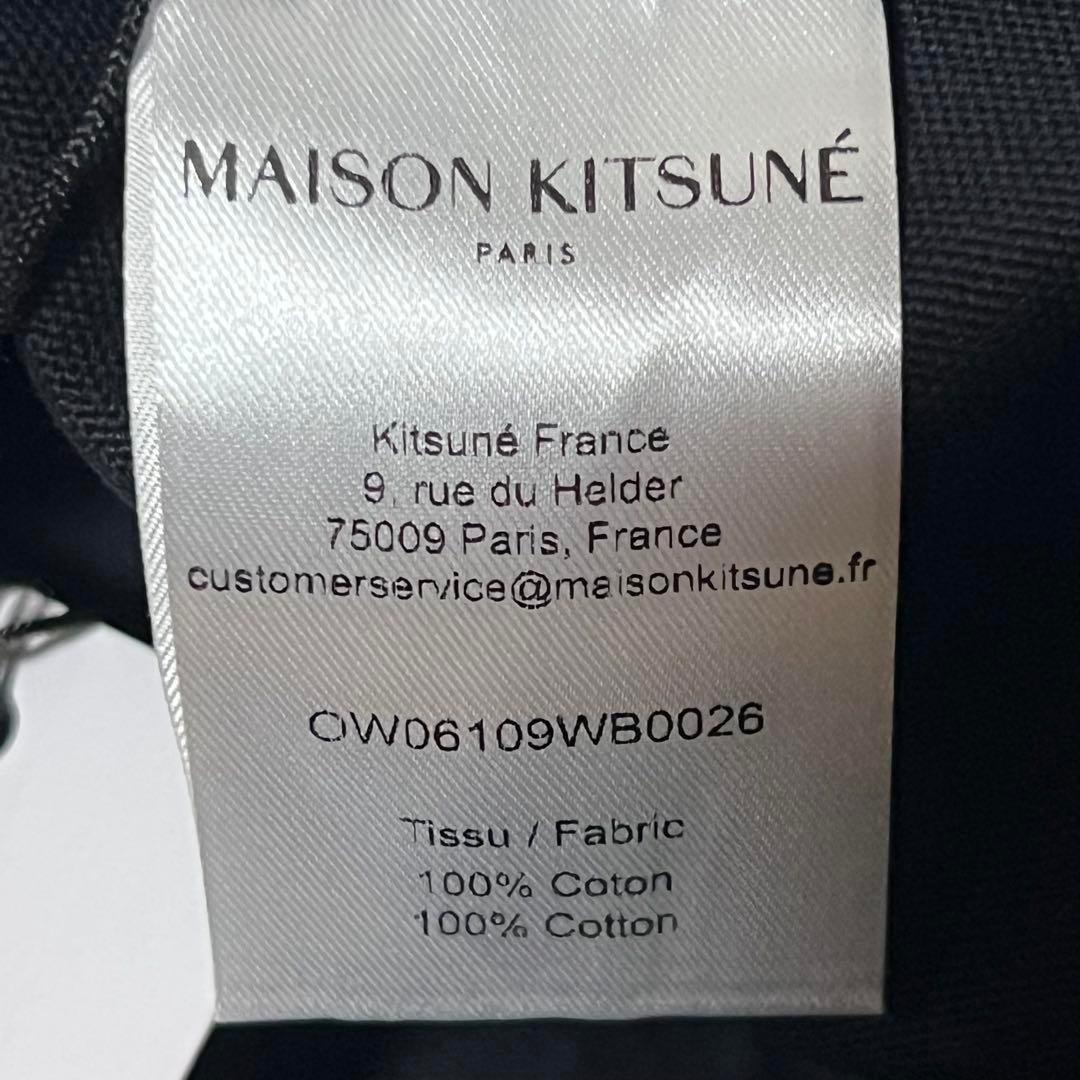 MAISON KITSUNÉ
PARIS
Kitsuné France
9, rue du Helder
75009 Paris, France
customerservice@maisonkitsune.fr
OW06109WB0026
Tissu / Fabric
100% Coton
100% Cotton